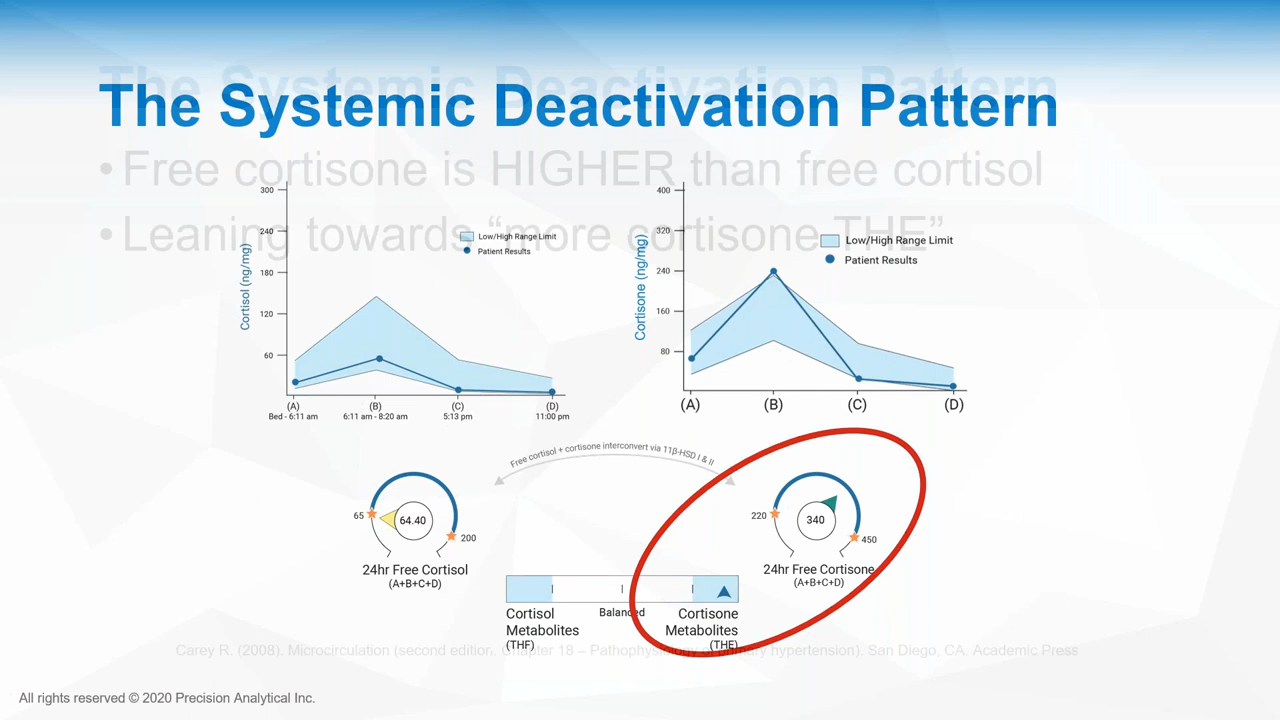 The Systemic Deactivation Pattern
The Systemic Deactivation Pattern
• Free cortisone is HIGHER than free cortisol
• Leaning towards “more cortisone THE”
300
240
180
120
60
Cortisol (ng/mg)
Low/High Range Limit
Patient Results
(A) (B) (C) (D)
Bed - 6:11 am 6:11 am - 8:20 am 5:13 pm 11:00 pm
400
320
240
160
80
Cortisone (ng/mg)
Low/High Range Limit
Patient Results
(A) (B) (C) (D)
Free cortisol + cortisone interconvert via 11β-HSD I & II
65
64.40
200
24hr Free Cortisol
(A+B+C+D)
220
340
450
24hr Free Cortisone
(A+B+C+D)
Cortisol
Metabolites
(THF)
Balanced
Cortisone
Metabolites
(THE)
Carey R. (2008). Microcirculation (second edition. Chapter 18 – Pathophysiology of primary hypertension). San Diego, CA. Academic Press
All rights reserved © 2020 Precision Analytical Inc.